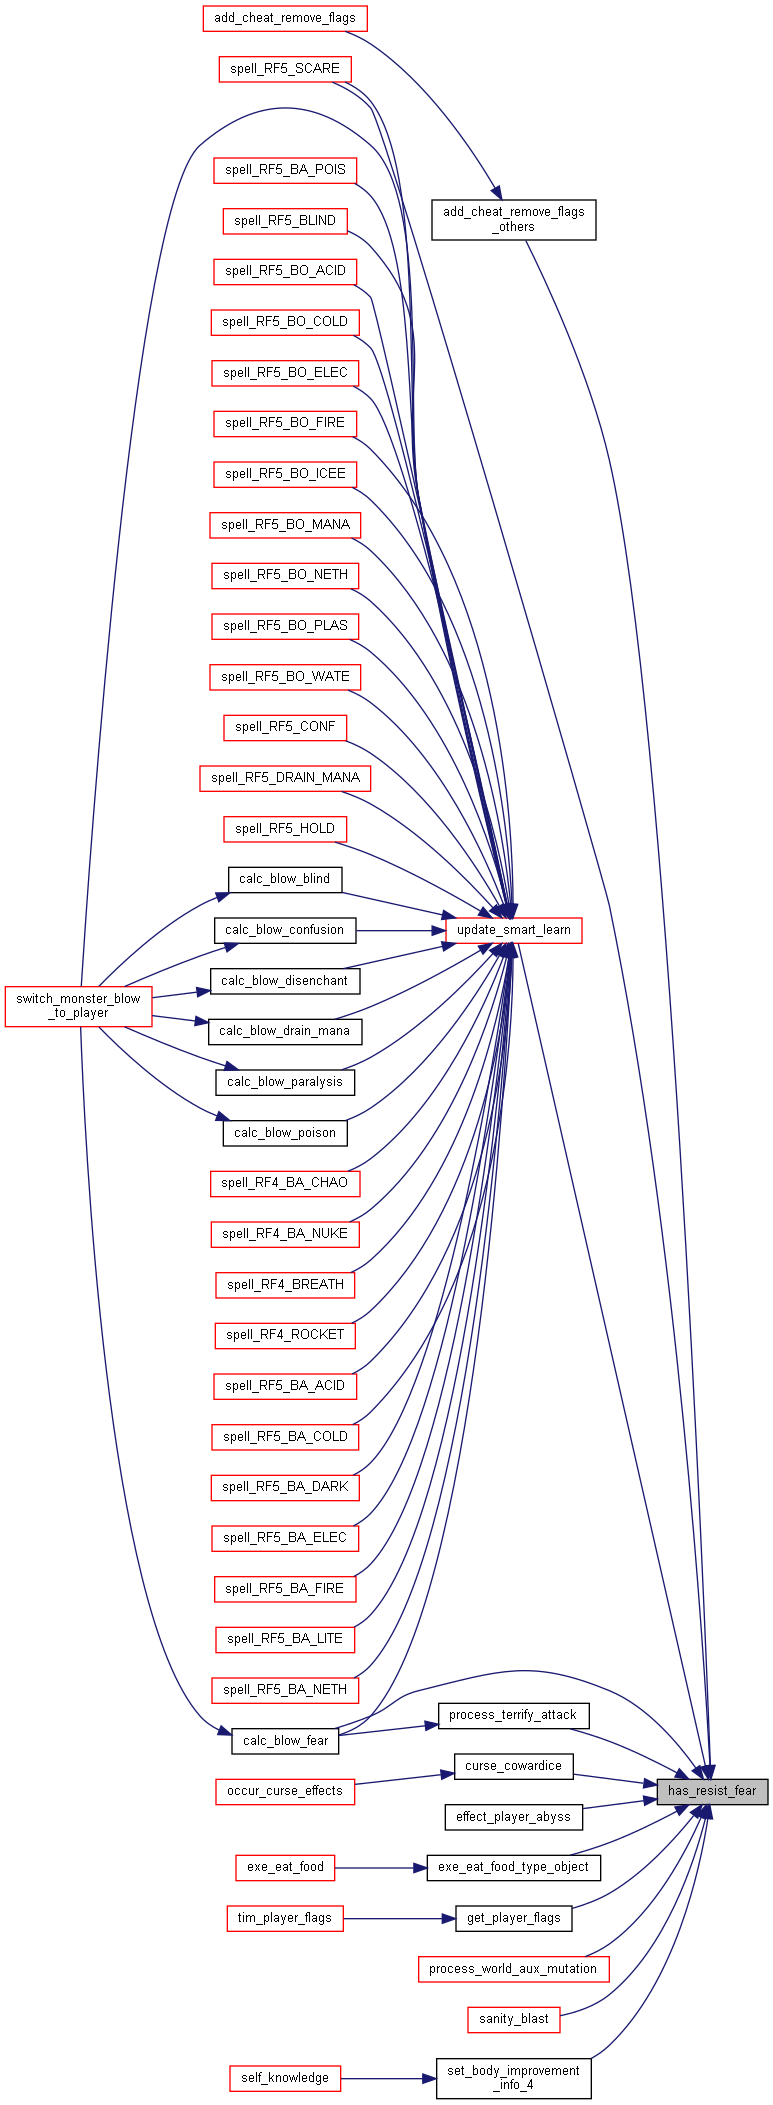 add_cheat_remove_flags
spell_RF5_SCARE
spell_RF5_BA_POIS
add_cheat_remove_flags
_others
spell_RF5_BLIND
spell_RF5_BO_ACID
spell_RF5_BO_COLD
spell_RF5_BO_ELEC
spell_RF5_BO_FIRE
spell_RF5_BO_ICEE
spell_RF5_BO_MANA
spell_RF5_BO_NETH
spell_RF5_BO_PLAS
spell_RF5_BO_WATE
spell_RF5_CONF
spell_RF5_DRAIN_MANA
spell_RF5_HOLD
calc_blow_blind
calc_blow_confusion
update_smart_learn
calc_blow_disenchant
switch_monster_blow
_to_player
calc_blow_drain_mana
calc_blow_paralysis
calc_blow_poison
spell_RF4_BA_CHAO
spell_RF4_BA_NUKE
spell_RF4_BREATH
spell_RF4_ROCKET
spell_RF5_BA_ACID
spell_RF5_BA_COLD
spell_RF5_BA_DARK
spell_RF5_BA_ELEC
spell_RF5_BA_FIRE
spell_RF5_BA_LITE
spell_RF5_BA_NETH
process_terrify_attack
calc_blow_fear
curse_cowardice
occur_curse_effects
has_resist_fear
effect_player_abyss
exe_eat_food
exe_eat_food_type_object
tim_player_flags
get_player_flags
process_world_aux_mutation
sanity_blast
self_knowledge
set_body_improvement
_info_4